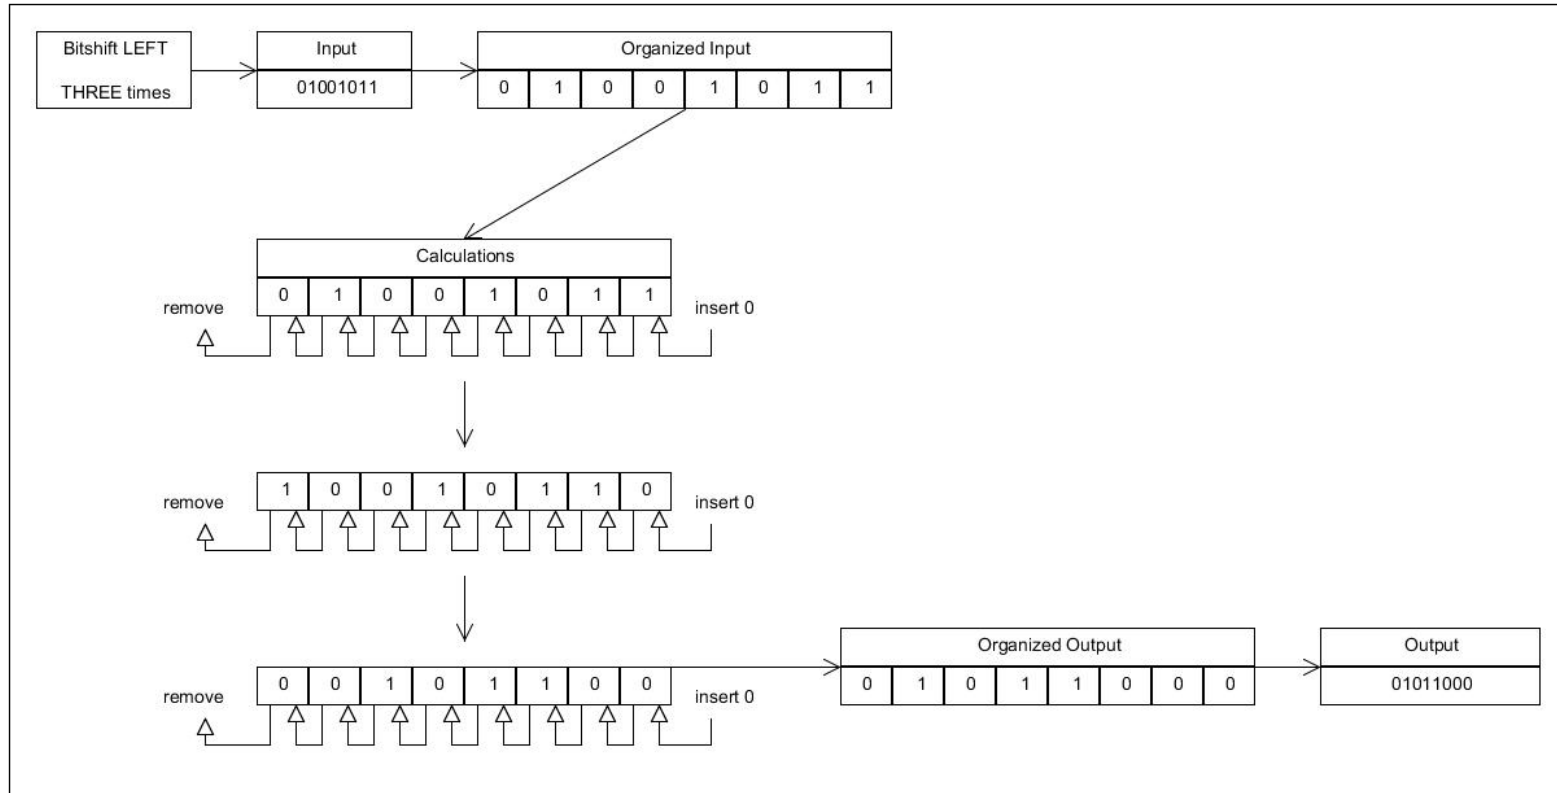 Bitshift LEFT
THREE times
Input
01001011
Organized Input
0 1 0 0 1 0 1 1
Calculations
0 1 0 0 1 0 1 1
remove
insert 0
1 0 0 1 0 1 1 0
remove
insert 0
0 0 1 0 1 1 0 0
remove
insert 0
Organized Output
0 1 0 1 1 0 0 0
Output
01011000